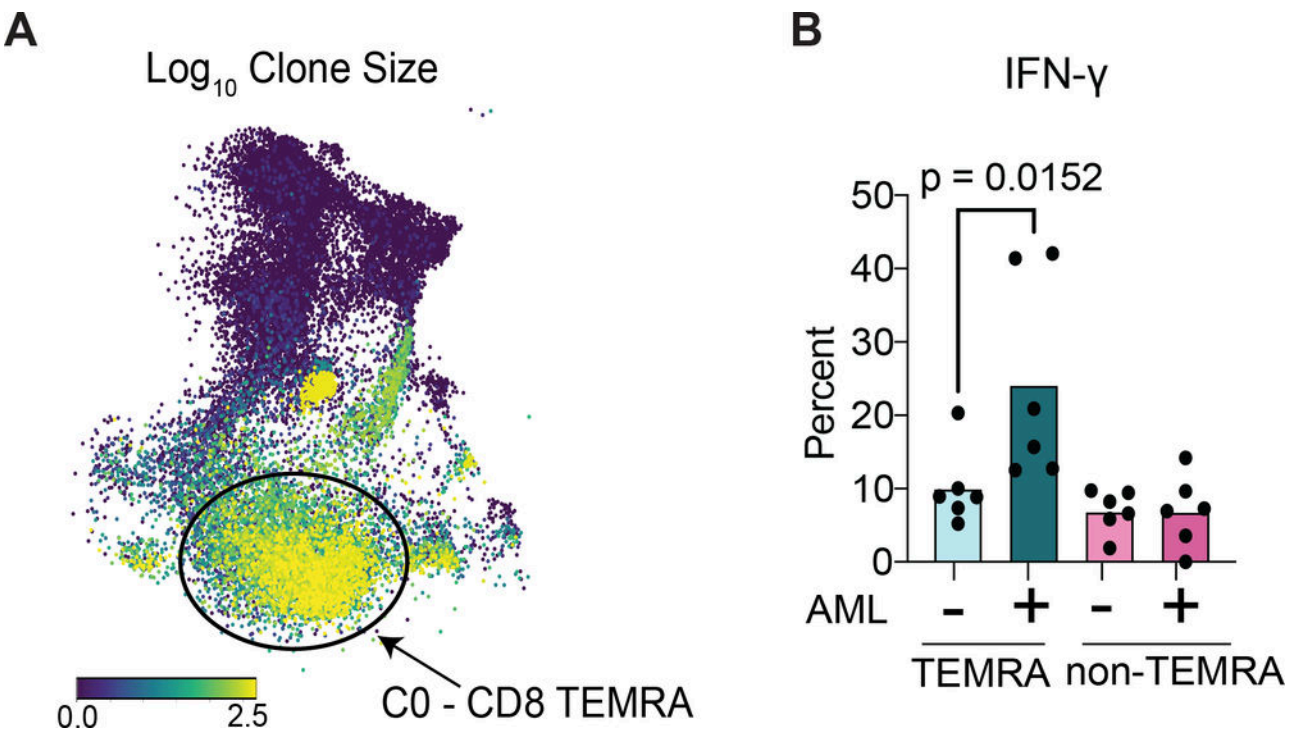 A
Log10 Clone Size
0.0
2.5
C0 - CD8 TEMRA
B
IFN-γ
p = 0.0152
Percent
50
40
30
20
10
0
AML - + - +
TEMRA non-TEMRA